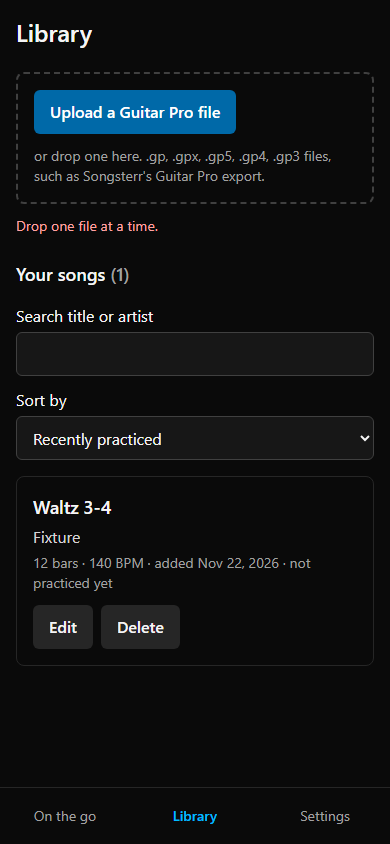 Library
Upload a Guitar Pro file
or drop one here. .gp, .gpx, .gp5, .gp4, .gp3 files,
such as Songsterr's Guitar Pro export.
Drop one file at a time.
Your songs (1)
Search title or artist
Sort by
Recently practiced
Waltz 3-4
Fixture
12 bars · 140 BPM · added Nov 22, 2026 · not
practiced yet
Edit Delete
On the go Library Settings